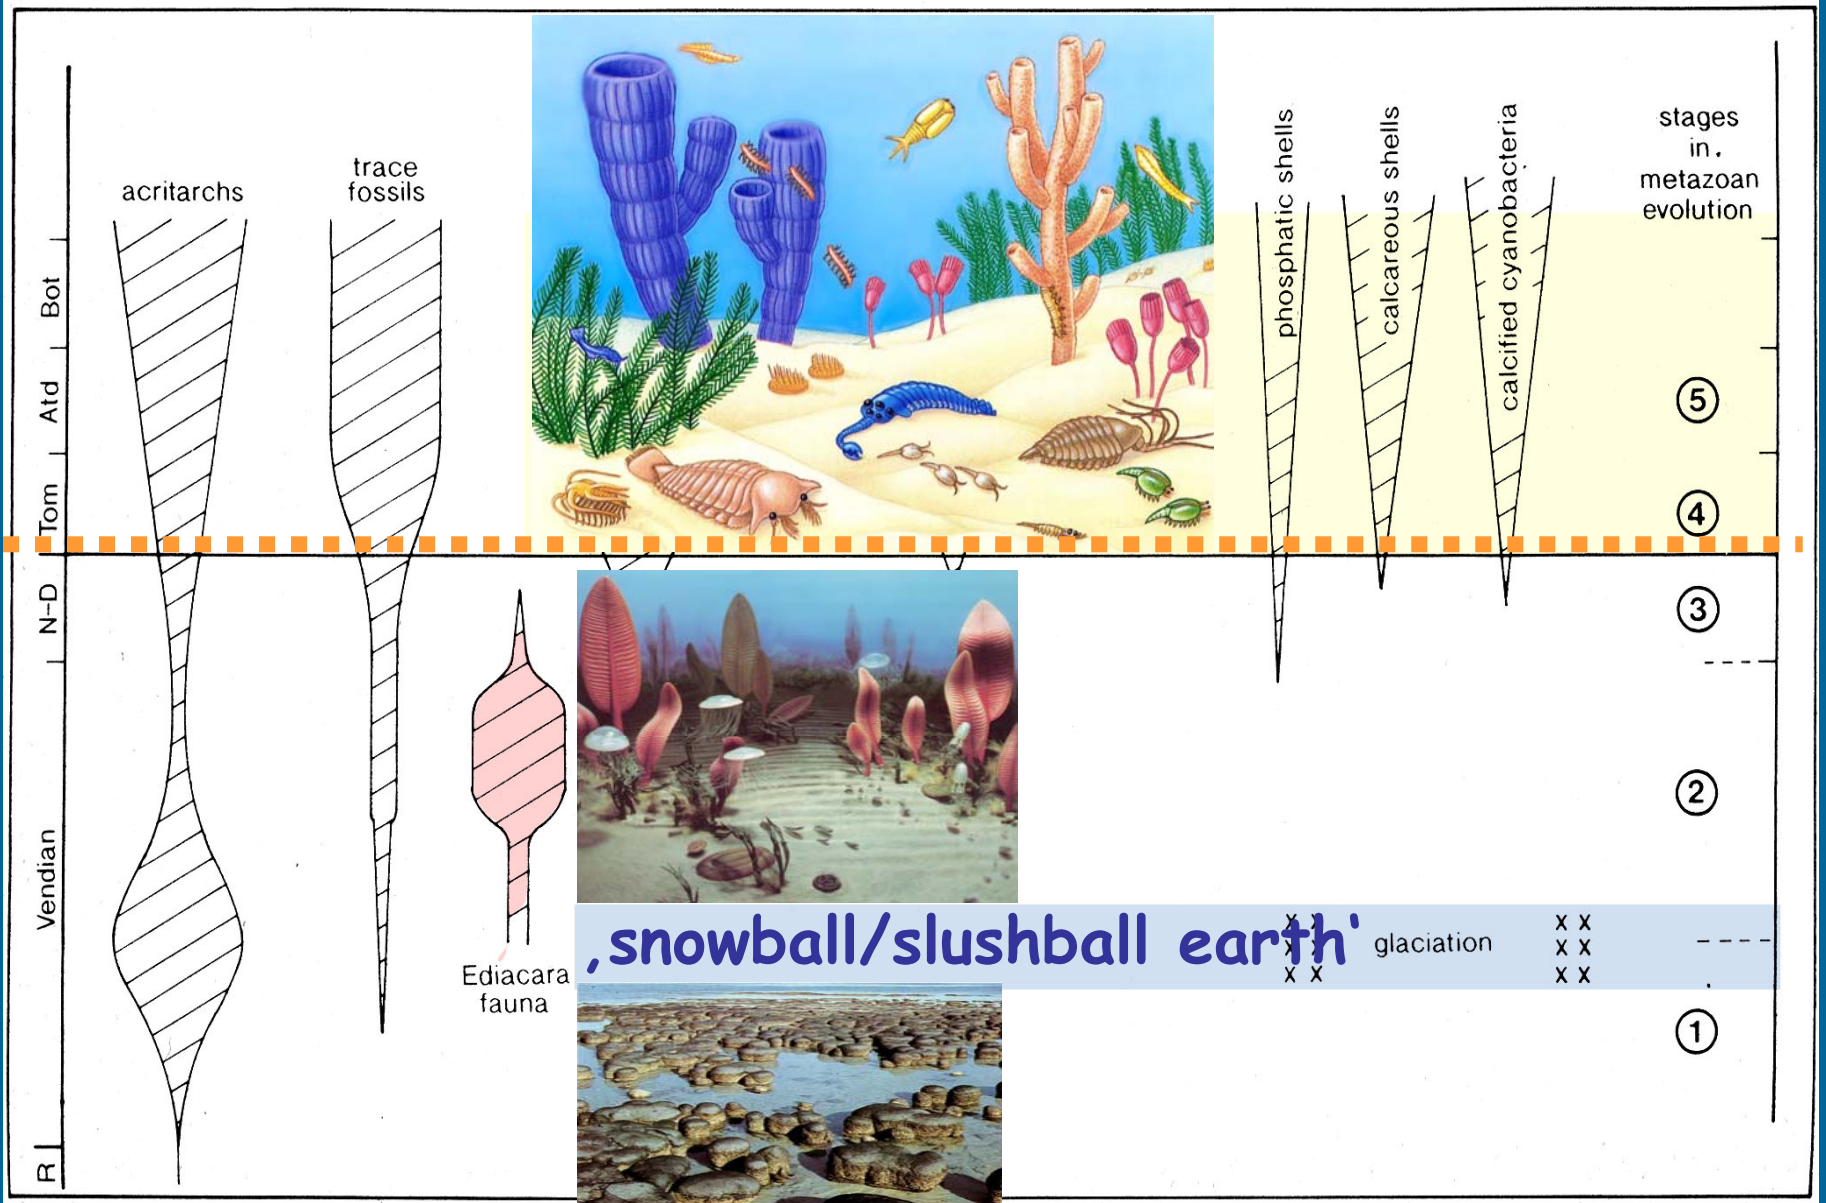 acritarchs
trace
fossils
phosphatic shells
calcareous shells
calcified cyanobacteria
stages
in.
metazoan
evolution
Bot
Atd
Tom
N-D
Vendian
R
5
4
3
2
1
Ediacara
fauna
‚snowball/slushball earth‘
x x
x x
x x
glaciation
x x
x x
x x